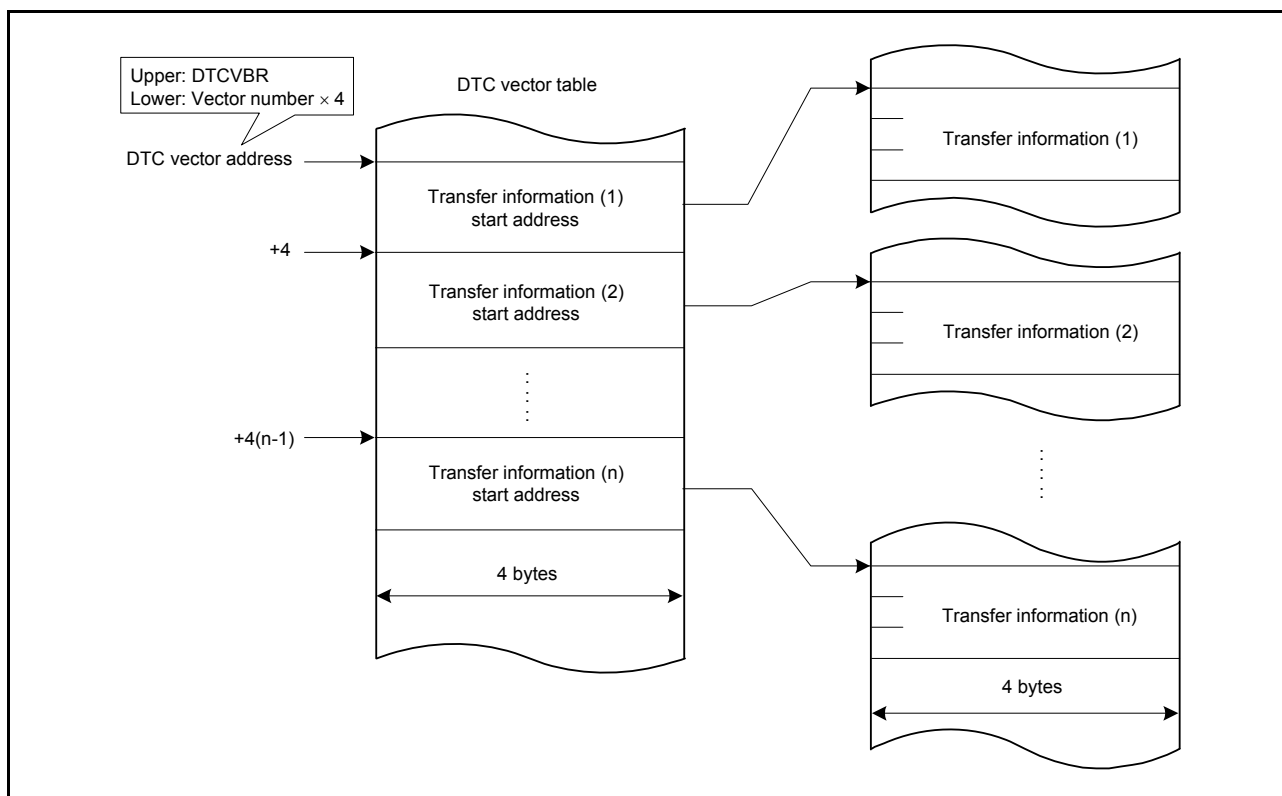 Upper: DTCVBR
Lower: Vector number × 4
DTC vector table
DTC vector address
Transfer information (1)
start address
+4
Transfer information (2)
start address
+4(n-1)
Transfer information (n)
start address
4 bytes
Transfer information (1)
Transfer information (2)
Transfer information (n)
4 bytes